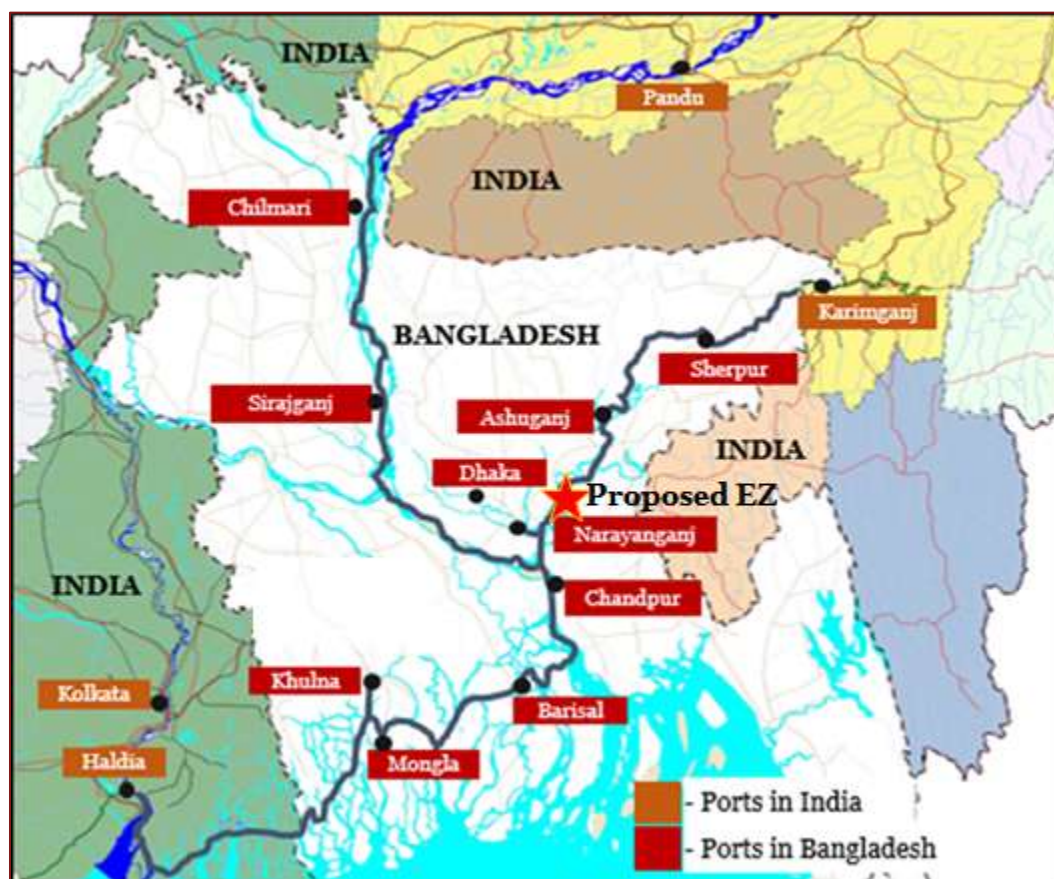 INDIA
Pandu
INDIA
Chilmari
Karimganj
BANGLADESH
Sherpur
Sirajganj
Ashuganj
INDIA
Dhaka
Proposed EZ
Narayanganj
INDIA
Chandpur
Khulna
Kolkata
Barisal
Haldia
Mongla
- Ports in India
- Ports in Bangladesh